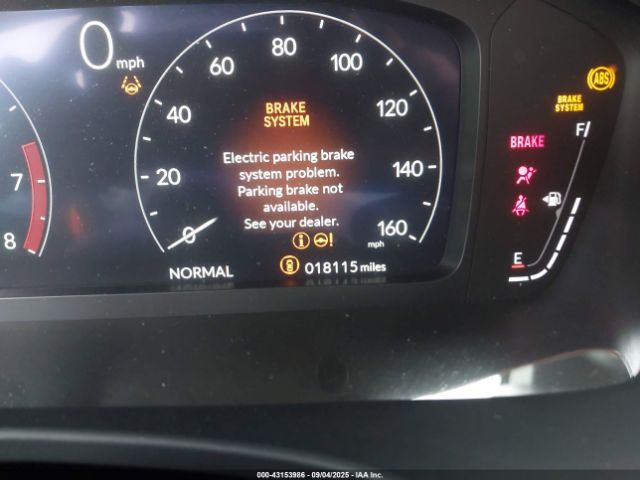 0 mph
80
60
100
40
120
20
140
0
160
mph
BRAKE
SYSTEM
Electric parking brake
system problem.
Parking brake not
available.
See your dealer.
NORMAL
018115 miles
7
8
ABS
BRAKE
SYSTEM
BRAKE
F
E
000-43153986 - 09/04/2025 - IAA Inc.